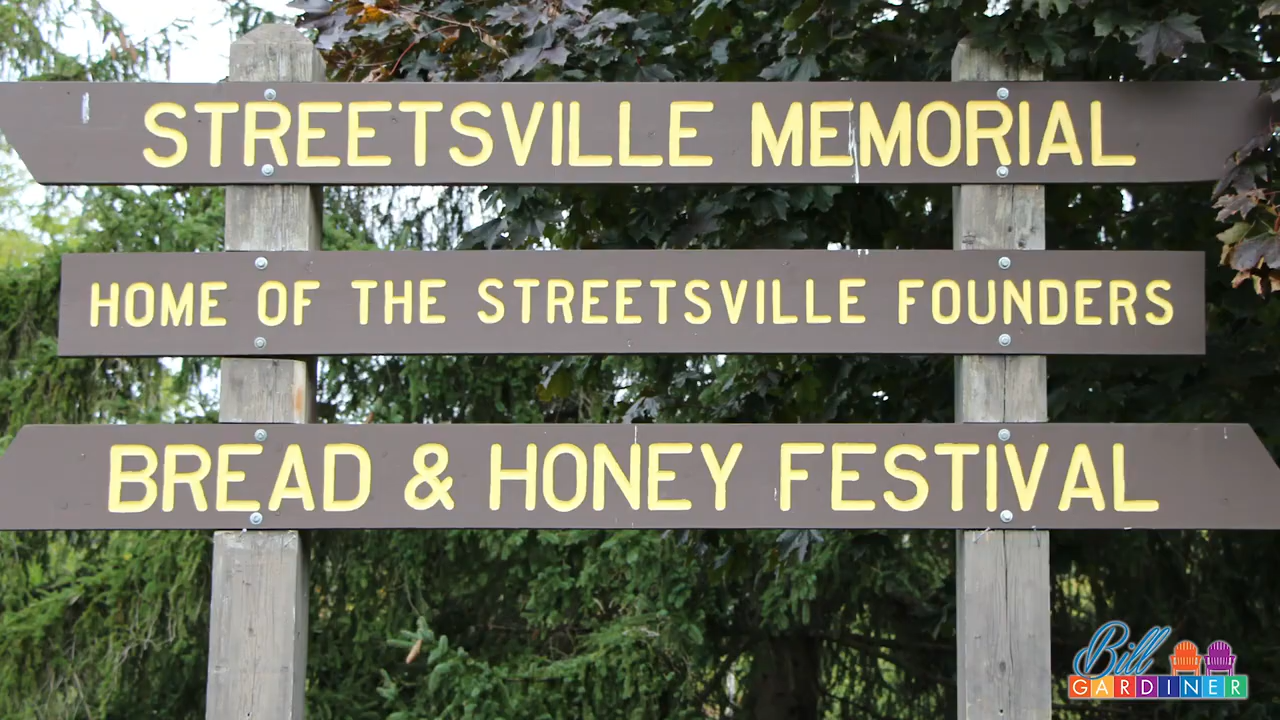 STREETSVILLE MEMORIAL
HOME OF THE STREETSVILLE FOUNDERS
BREAD & HONEY FESTIVAL
Bill
GARDINER